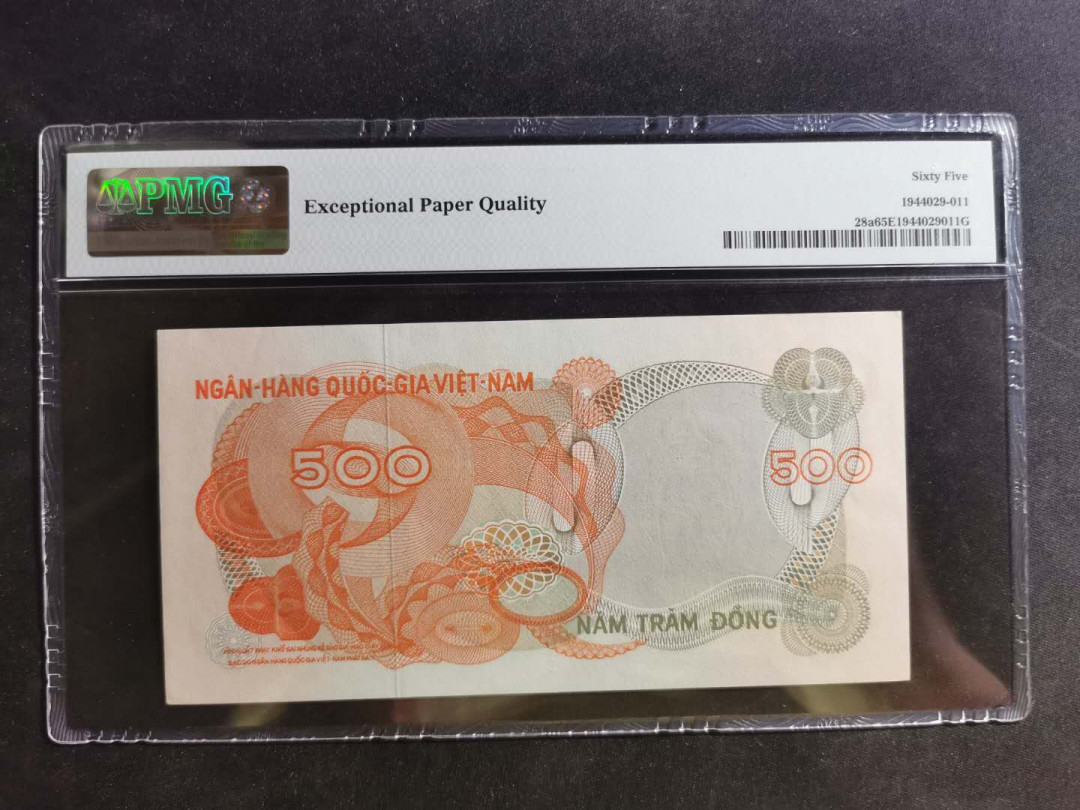 PMG
Exceptional Paper Quality
Sixty Five
1944029-011
28a65E1944029011G
NGÂN-HÀNG QUỐC-GIA VIỆT-NAM
500
500
NĂM TRĂM ĐỒNG